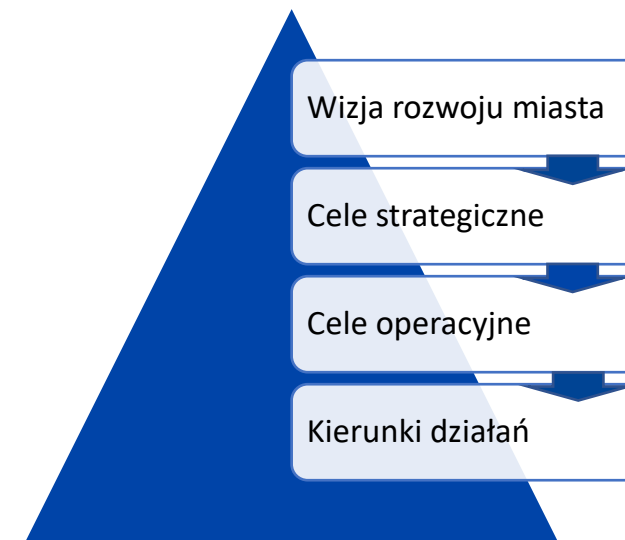 Wizja rozwoju miasta
Cele strategiczne
Cele operacyjne
Kierunki działań